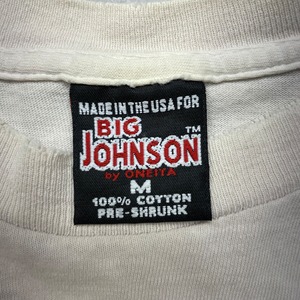 MADE IN THE USA FOR
BIG
JOHNSON™
by ONEITA
M
100% COTTON
PRE-SHRUNK